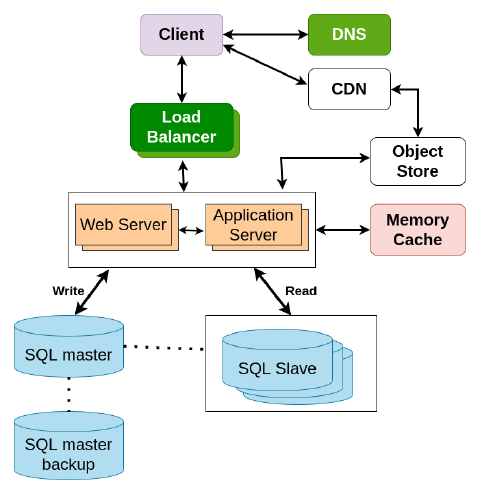 Client
DNS
CDN
Load
Balancer
Object
Store
Web Server
Application
Server
Memory
Cache
Write
Read
SQL master
SQL Slave
SQL master
backup